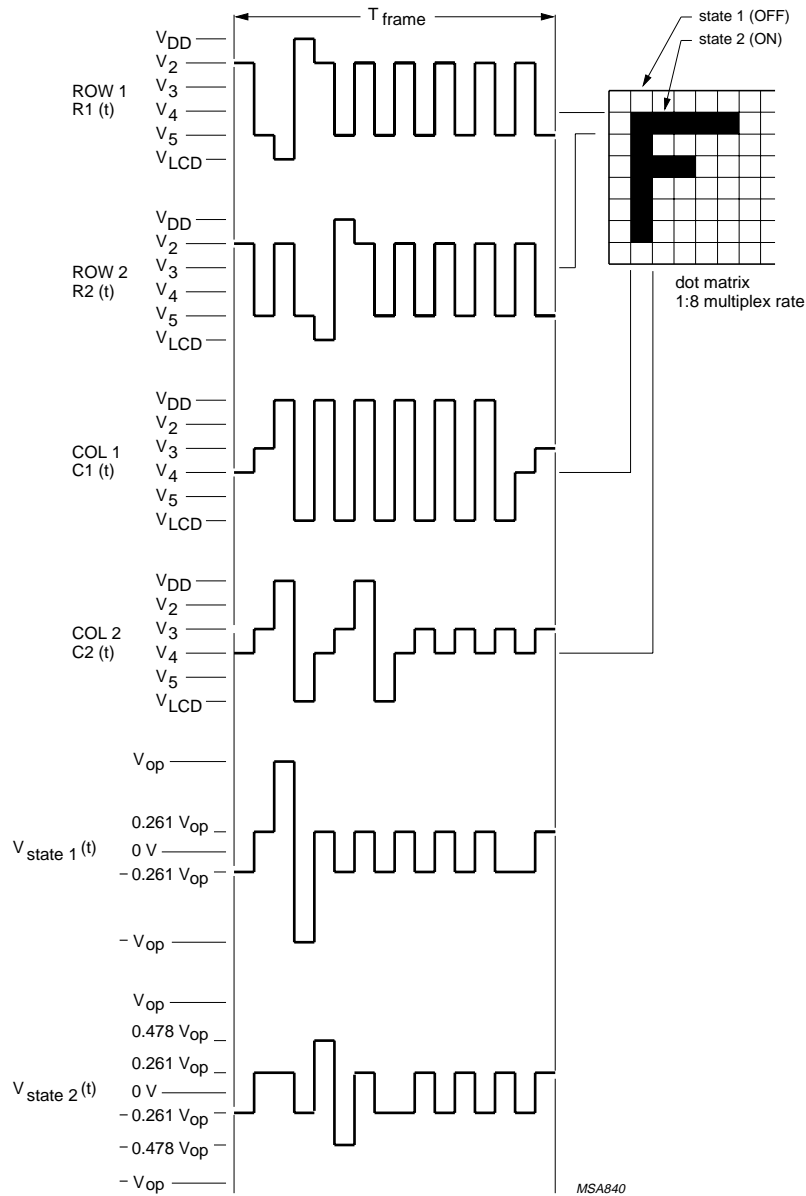 T frame
state 1 (OFF)
state 2 (ON)
VDD
V2
ROW 1
R1 (t)
V3
V4
V5
VLCD
VDD
V2
ROW 2
R2 (t)
V3
V4
V5
VLCD
dot matrix
1:8 multiplex rate
VDD
V2
COL 1
C1 (t)
V3
V4
V5
VLCD
VDD
V2
COL 2
C2 (t)
V3
V4
V5
VLCD
Vop
0.261 Vop
V state 1 (t)
0 V
− 0.261 Vop
− Vop
Vop
0.478 Vop
0.261 Vop
V state 2 (t)
0 V
− 0.261 Vop
− 0.478 Vop
− Vop
MSA840